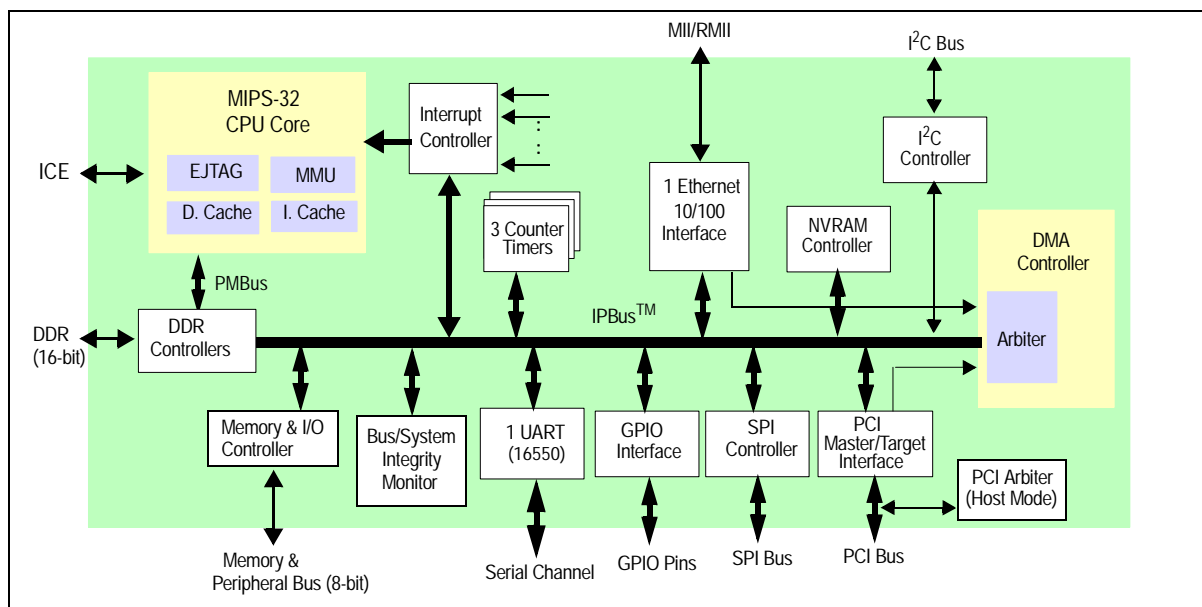 MII/RMII
I2C Bus
MIPS-32
CPU Core
EJTAG
MMU
D. Cache
I. Cache
ICE
Interrupt
Controller
:
:
I2C
Controller
1 Ethernet
10/100
Interface
3 Counter
Timers
NVRAM
Controller
DMA
Controller
Arbiter
PMBus
IPBusTM
DDR
(16-bit)
DDR
Controllers
Memory & I/O
Controller
Bus/System
Integrity
Monitor
1 UART
(16550)
GPIO
Interface
SPI
Controller
PCI
Master/Target
Interface
PCI Arbiter
(Host Mode)
Memory &
Peripheral Bus (8-bit)
Serial Channel
GPIO Pins
SPI Bus
PCI Bus